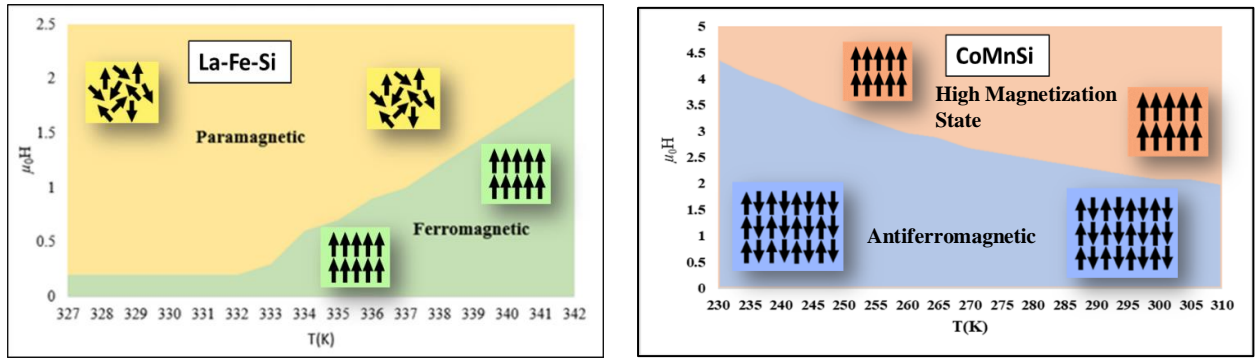 2.5
La-Fe-Si
2
1.5
Paramagnetic
μ₀H
1
Ferromagnetic
0.5
0
327 328 329 330 331 332 333 334 335 336 337 338 339 340 341 342
T(K)
5
4.5
CoMnSi
4
High Magnetization
State
3.5
3
μ₀H
2.5
2
1.5
Antiferromagnetic
1
0.5
0
230 235 240 245 250 255 260 265 270 275 280 285 290 295 300 305 310
T(K)